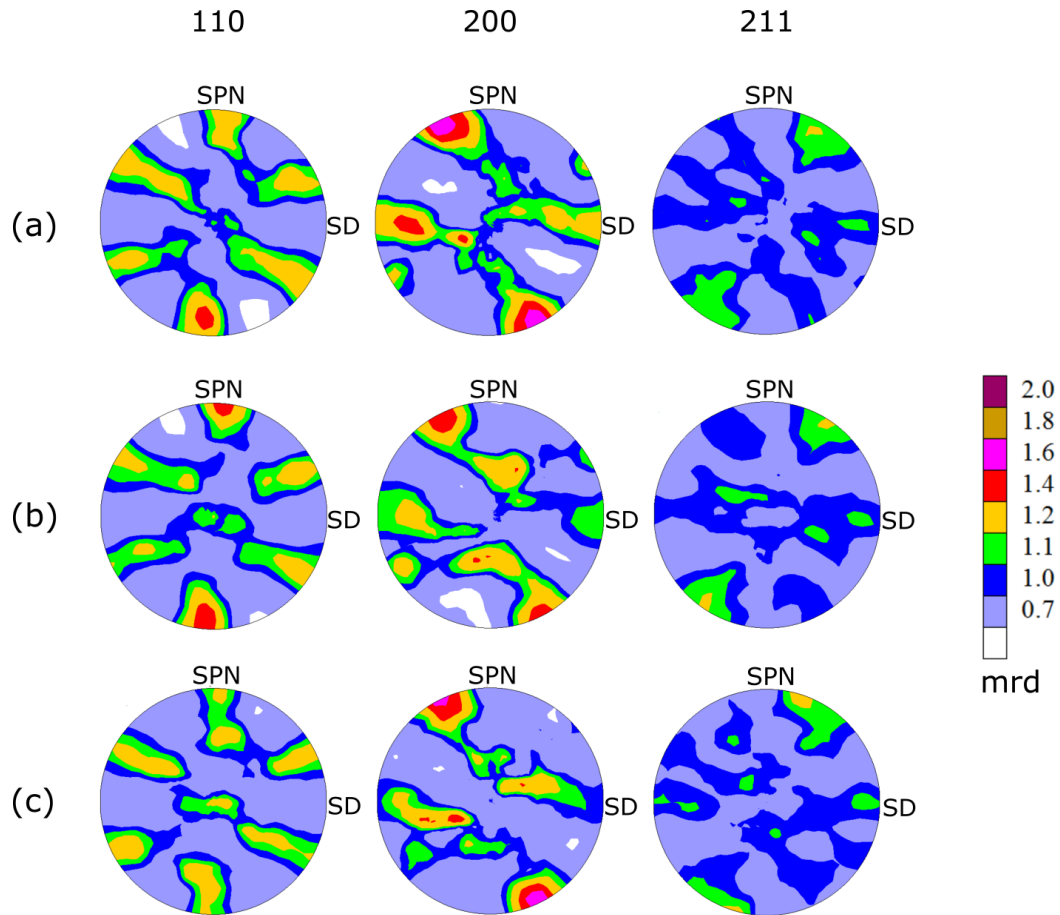 110 200 211
SPN SPN SPN
(a) SD SD SD
SPN SPN SPN
(b) SD SD SD
2.0
1.8
1.6
1.4
1.2
1.1
1.0
0.7
mrd
SPN SPN SPN
(c) SD SD SD